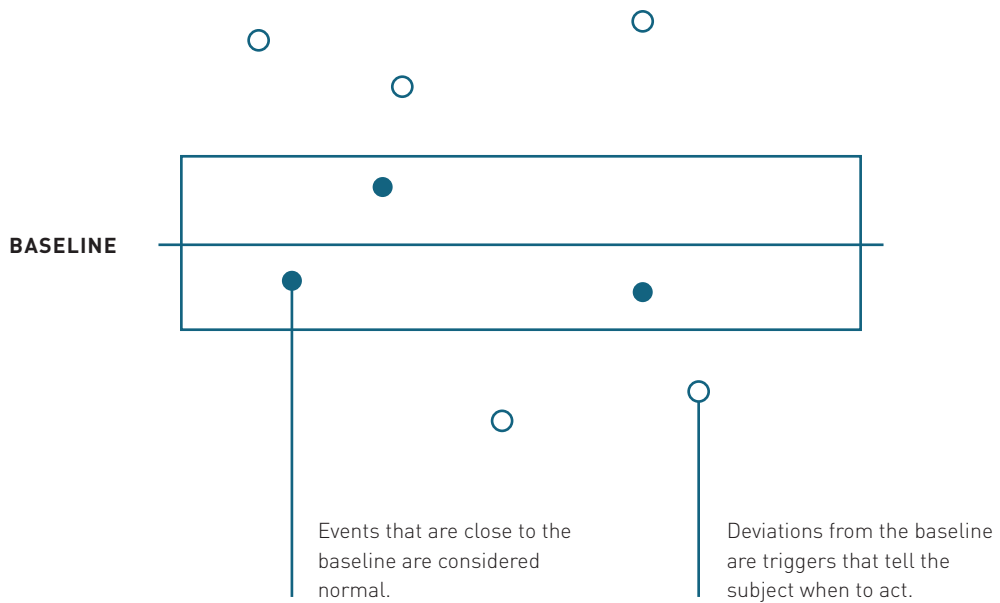 BASELINE
Events that are close to the
baseline are considered
normal.
Deviations from the baseline
are triggers that tell the
subject when to act.